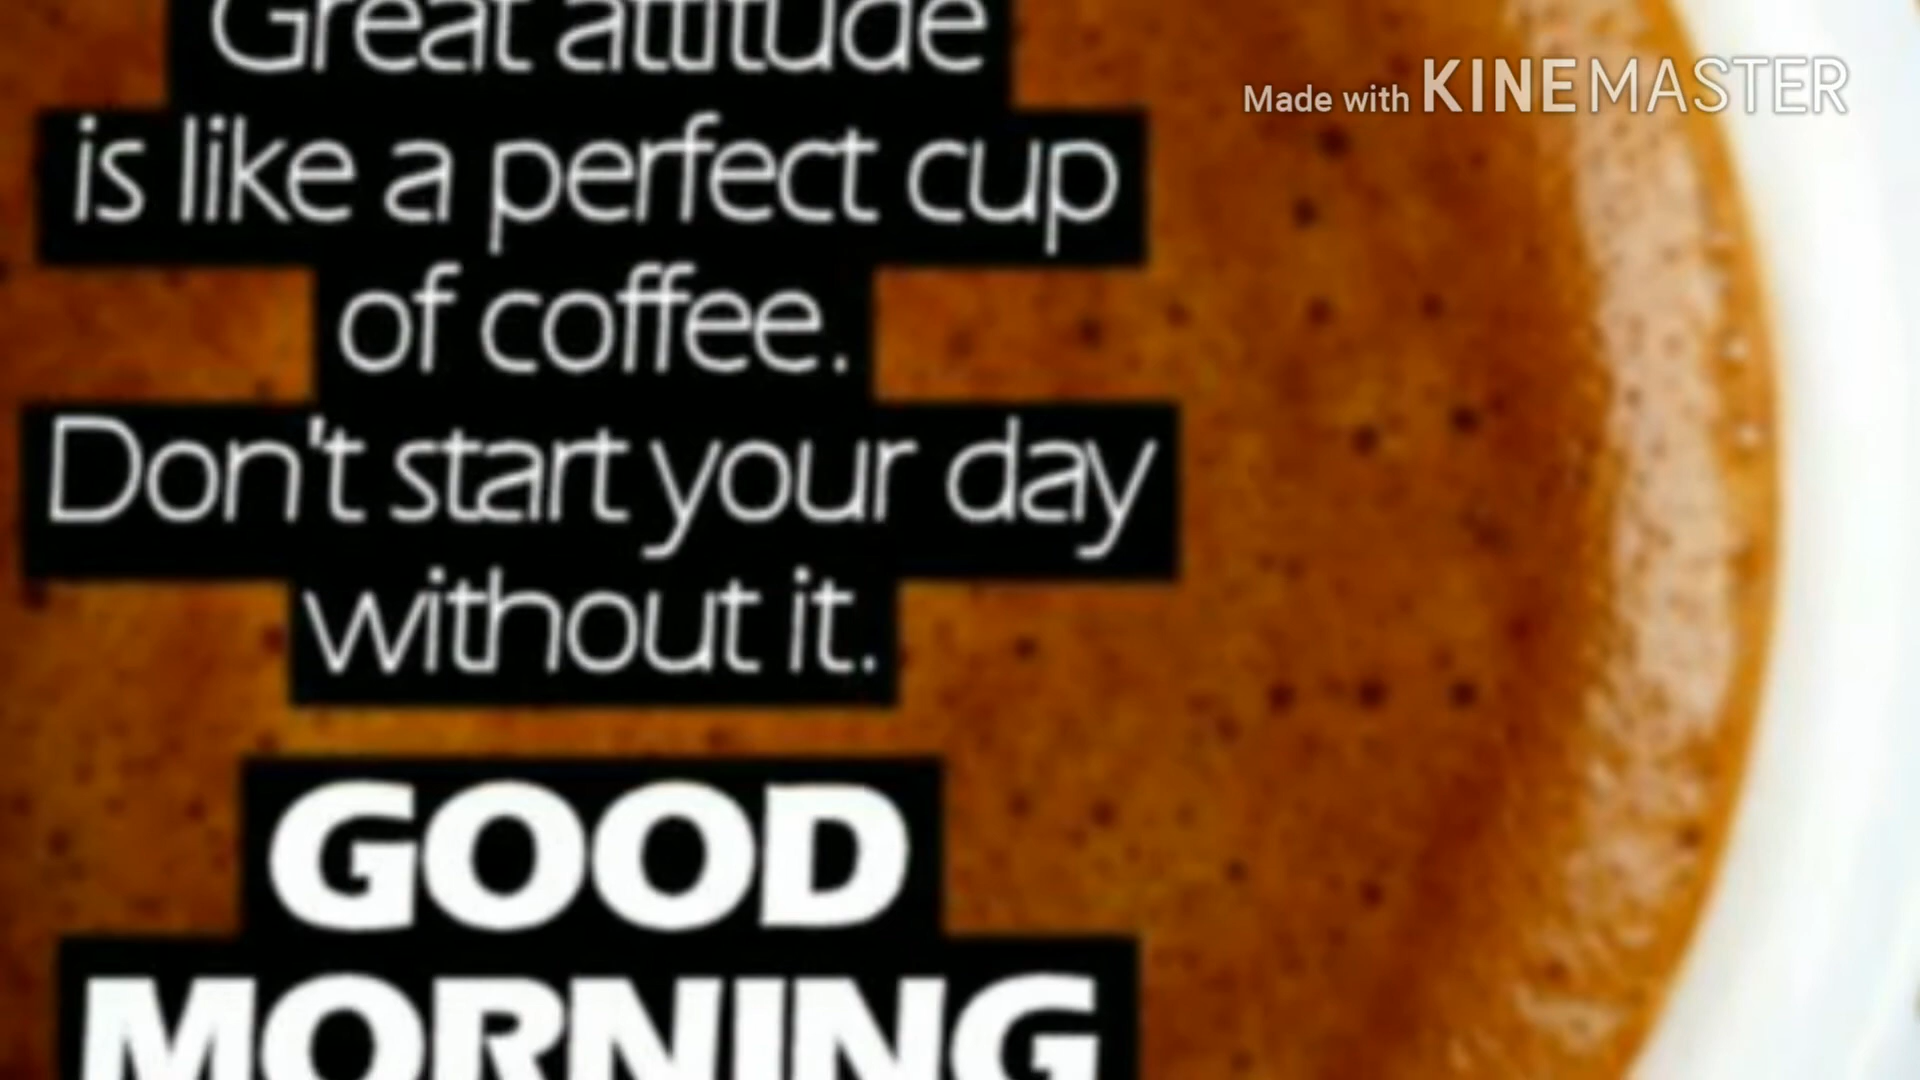 Great attitude
is like a perfect cup
of coffee.
Don't start your day
without it.
GOOD
MORNING
Made with KINEMASTER